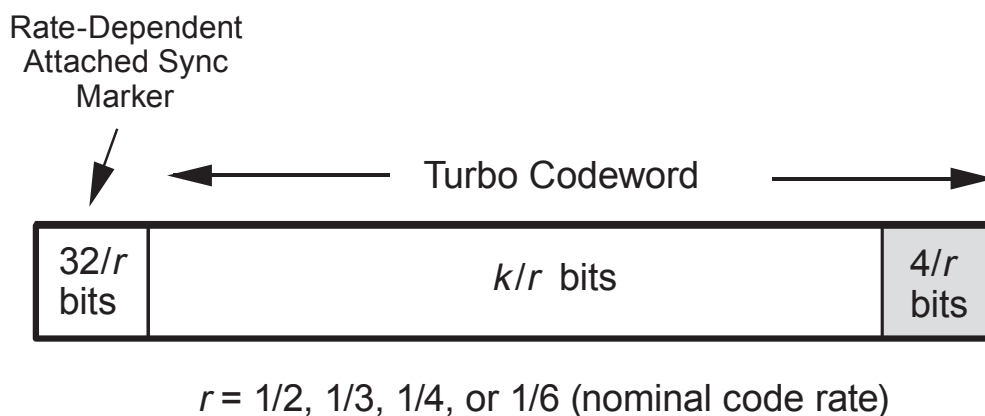 Rate-Dependent
Attached Sync
Marker
Turbo Codeword
32/r
bits
k/r bits
4/r
bits
r = 1/2, 1/3, 1/4, or 1/6 (nominal code rate)